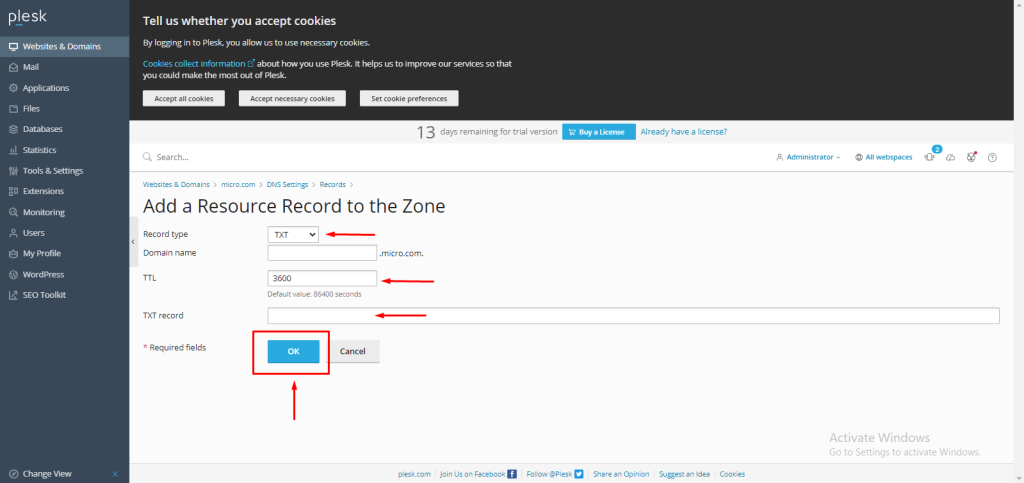 plesk
Websites & Domains
Mail
Applications
Files
Databases
Statistics
Tools & Settings
Extensions
Monitoring
Users
My Profile
WordPress
SEO Toolkit
Change View
Tell us whether you accept cookies
By logging in to Plesk, you allow us to use necessary cookies.
Cookies collect information about how you use Plesk. It helps us to improve our services so that
you could make the most out of Plesk.
Accept all cookies Accept necessary cookies Set cookie preferences
13 days remaining for trial version Buy a License Already have a license?
Search... Administrator All webspaces 2
Websites & Domains > micro.com > DNS Settings > Records >
Add a Resource Record to the Zone
Record type TXT
Domain name .micro.com.
TTL 3600
Default value: 86400 seconds
TXT record
* Required fields OK Cancel
Activate Windows
Go to Settings to activate Windows.
plesk.com Join Us on Facebook Follow @Plesk Share an Opinion Suggest an Idea Cookies